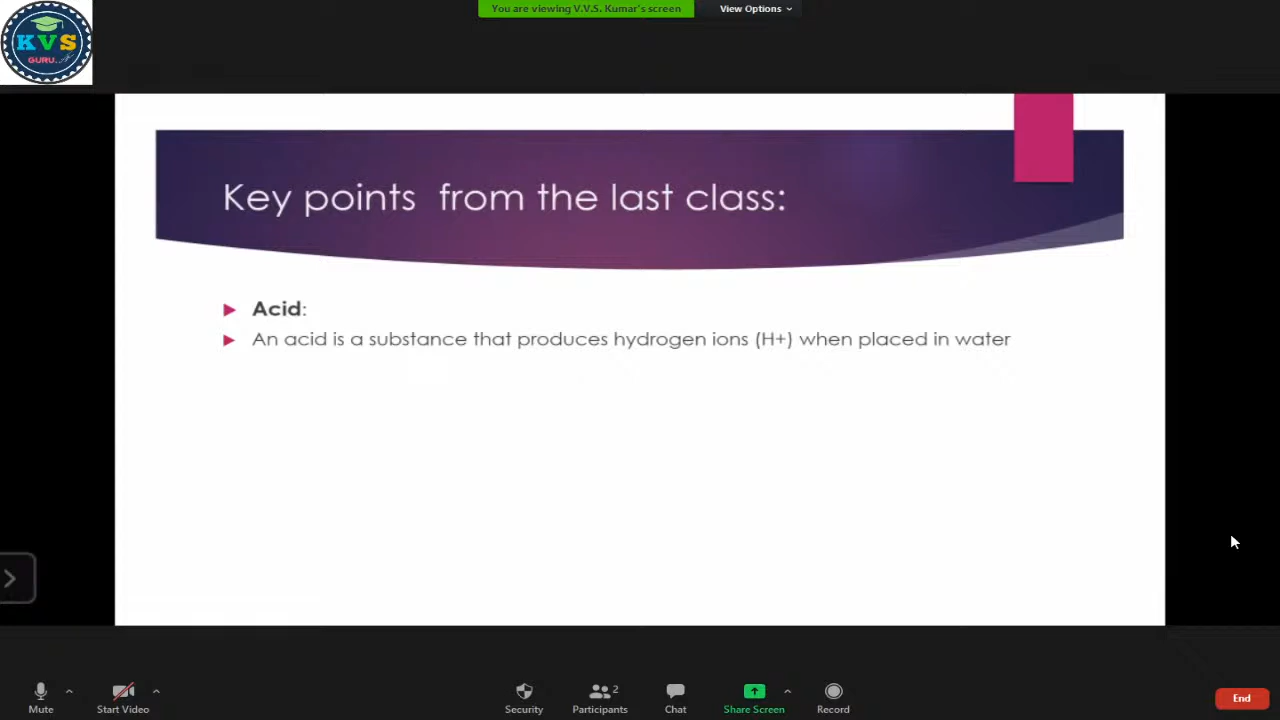 You are viewing V.V.S. Kumar's screen
View Options
KVS
GURU.
Key points from the last class:
Acid:
An acid is a substance that produces hydrogen ions (H+) when placed in water
Mute
Start Video
Security
Participants
2
Chat
Share Screen
Record
End